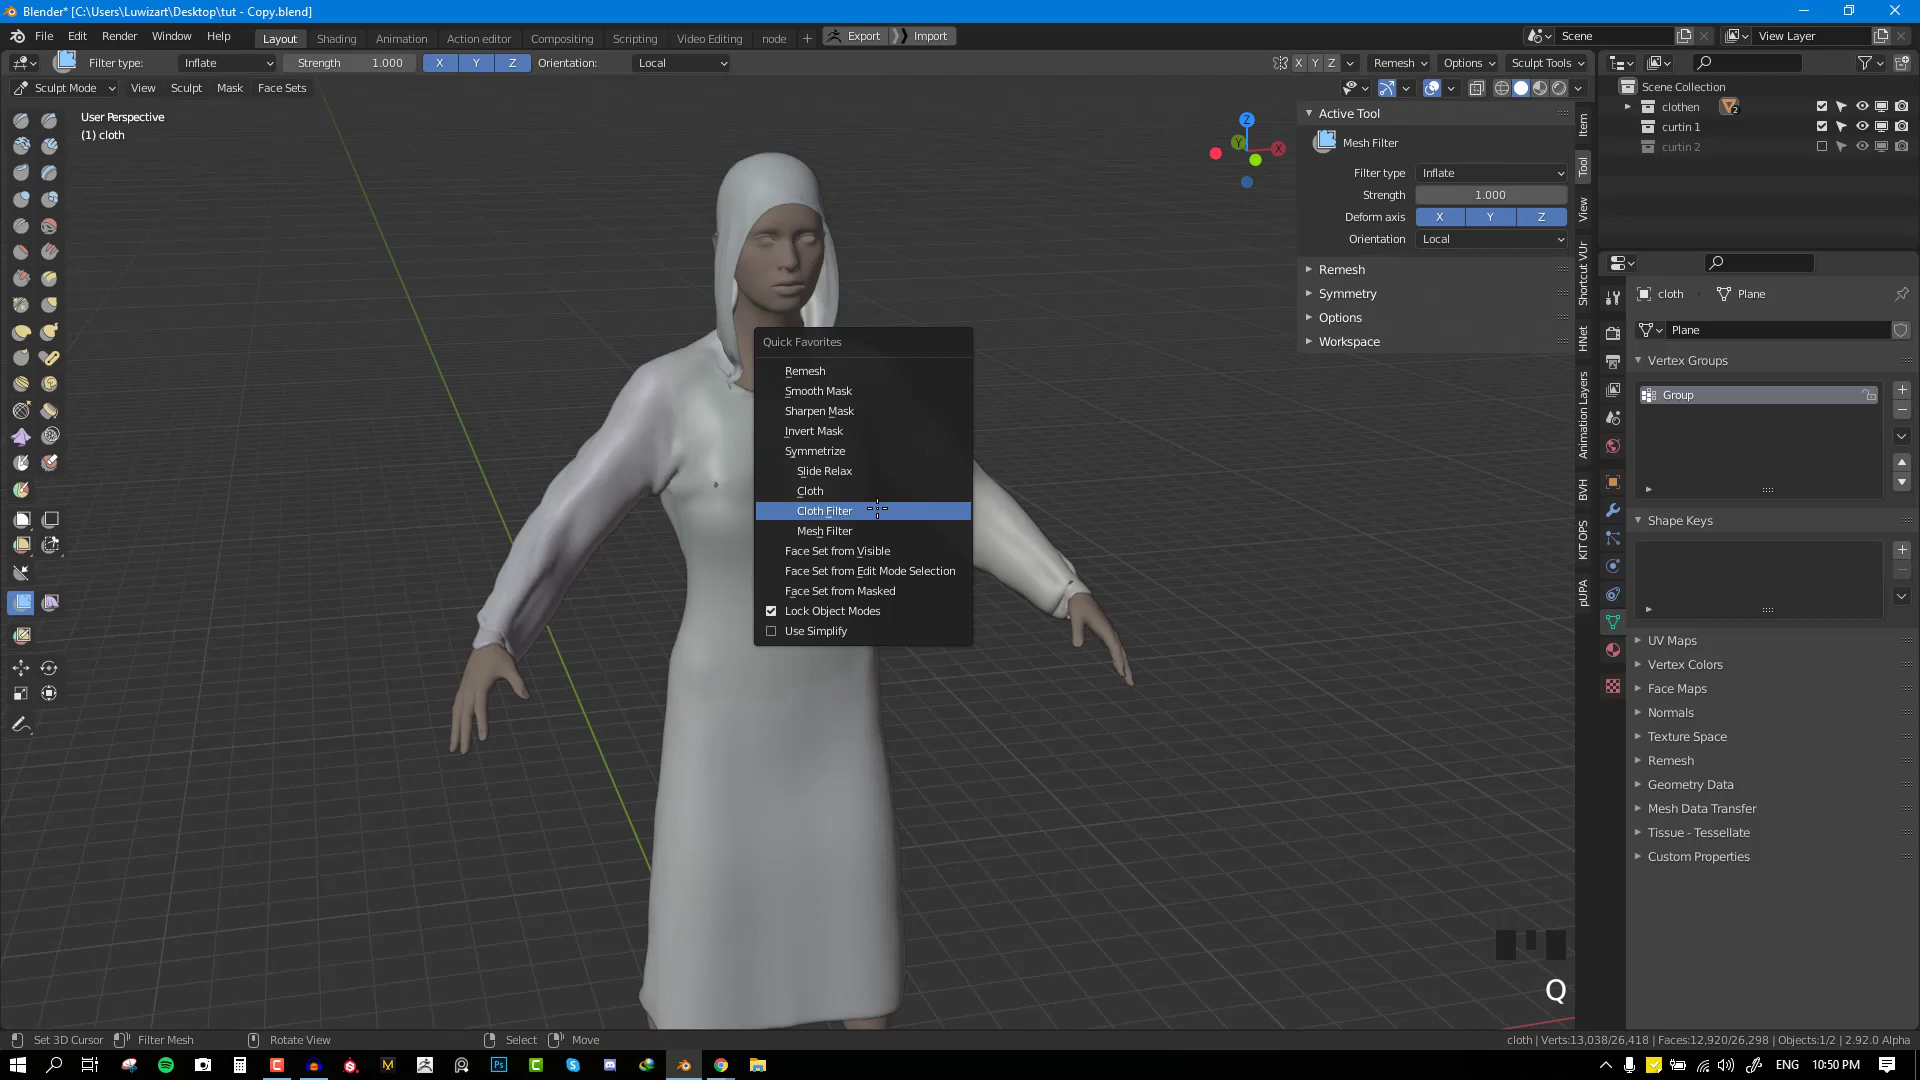 Blender* [C:\Users\Luwizart\Desktop\tut - Copy.blend]
File Edit Render Window Help
Layout Shading Animation Action editor Compositing Scripting Video Editing node + Export Import
Scene
View Layer
Filter type: Inflate Strength 1.000 X Y Z Orientation: Local
X Y Z Remesh Options Sculpt Tools
Sculpt Mode View Sculpt Mask Face Sets
User Perspective
(1) cloth
Z
Y
X
Active Tool
Mesh Filter
Filter type Inflate
Strength 1.000
Deform axis X Y Z
Orientation Local
Remesh
Symmetry
Options
Workspace
Item
Tool
View
Shortcut VUr
HNet
Animation Layers
BVH
KIT OPS
pUPA
Quick Favorites
Remesh
Smooth Mask
Sharpen Mask
Invert Mask
Symmetrize
Slide Relax
Cloth
Cloth Filter
Mesh Filter
Face Set from Visible
Face Set from Edit Mode Selection
Face Set from Masked
Lock Object Modes
Use Simplify
Scene Collection
clothen 2
curtin 1
curtin 2
cloth Plane
Plane
Vertex Groups
Group
Shape Keys
UV Maps
Vertex Colors
Face Maps
Normals
Texture Space
Remesh
Geometry Data
Mesh Data Transfer
Tissue - Tessellate
Custom Properties
Q
Set 3D Cursor Filter Mesh Rotate View Select Move
cloth | Verts:13,038/26,418 | Faces:12,920/26,298 | Objects:1/2 | 2.92.0 Alpha
ENG 10:50 PM